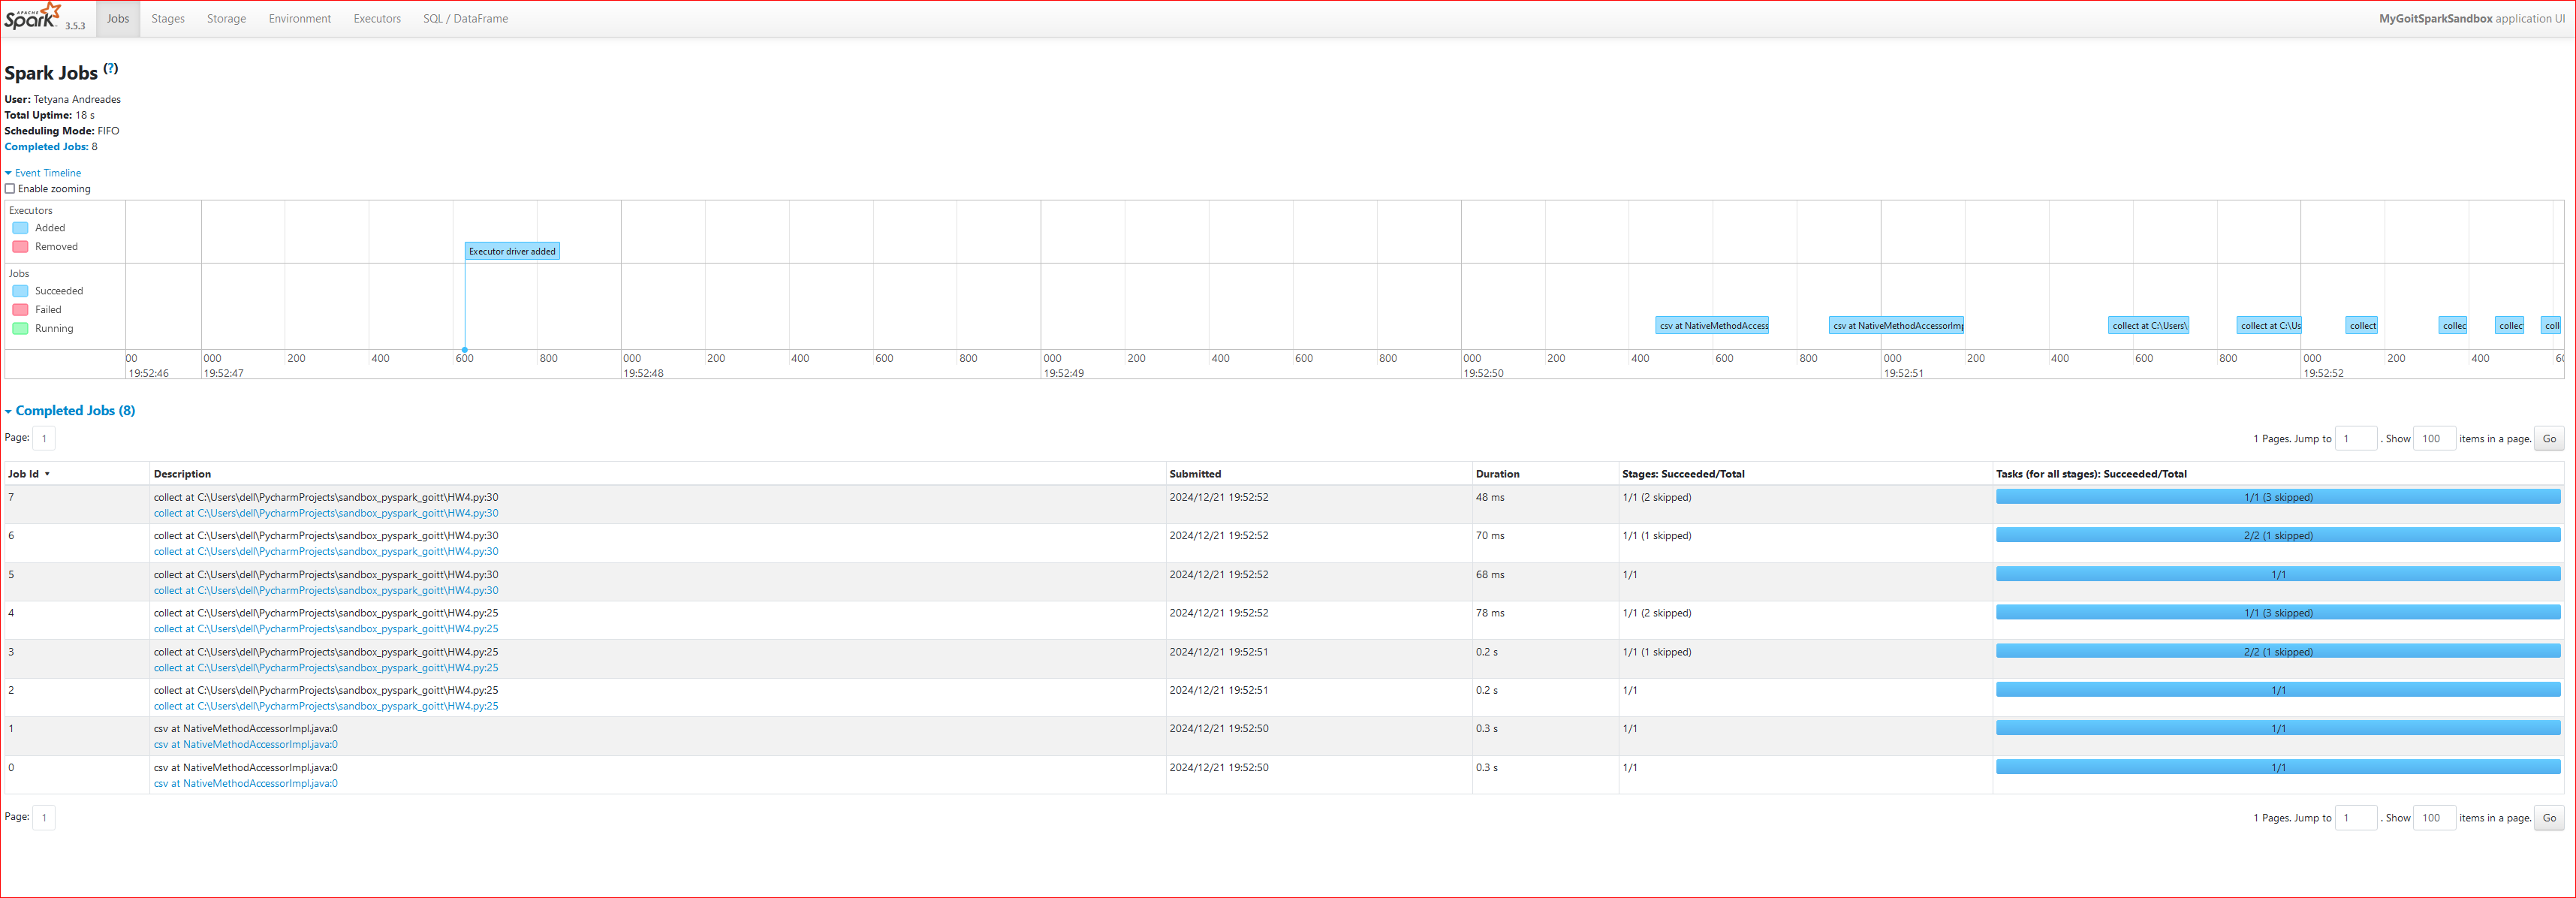 APACHE Spark 3.5.3 Jobs Stages Storage Environment Executors SQL / DataFrame MyGoitSparkSandbox application UI
Spark Jobs (?)
User: Tetyana Andreades
Total Uptime: 18 s
Scheduling Mode: FIFO
Completed Jobs: 8
Event Timeline
Enable zooming
Executors
Added
Removed
Executor driver added
Jobs
Succeeded
Failed
Running
csv at NativeMethodAccess csv at NativeMethodAccessorImp collect at C:\Users\ collect at C:\Us collect collec collec coll
00 000 200 400 600 800 000 200 400 600 800 000 200 400 600 800 000 200 400 600 800 000 200 400 600 800 000 200 400 60
19:52:46 19:52:47 19:52:48 19:52:49 19:52:50 19:52:51 19:52:52
Completed Jobs (8)
Page: 1 1 Pages. Jump to 1 . Show 100 items in a page. Go
Job Id Description Submitted Duration Stages: Succeeded/Total Tasks (for all stages): Succeeded/Total
7 collect at C:\Users\dell\PycharmProjects\sandbox_pyspark_goitt\HW4.py:30 2024/12/21 19:52:52 48 ms 1/1 (2 skipped) 1/1 (3 skipped)
collect at C:\Users\dell\PycharmProjects\sandbox_pyspark_goitt\HW4.py:30
6 collect at C:\Users\dell\PycharmProjects\sandbox_pyspark_goitt\HW4.py:30 2024/12/21 19:52:52 70 ms 1/1 (1 skipped) 2/2 (1 skipped)
collect at C:\Users\dell\PycharmProjects\sandbox_pyspark_goitt\HW4.py:30
5 collect at C:\Users\dell\PycharmProjects\sandbox_pyspark_goitt\HW4.py:30 2024/12/21 19:52:52 68 ms 1/1 1/1
collect at C:\Users\dell\PycharmProjects\sandbox_pyspark_goitt\HW4.py:30
4 collect at C:\Users\dell\PycharmProjects\sandbox_pyspark_goitt\HW4.py:25 2024/12/21 19:52:52 78 ms 1/1 (2 skipped) 1/1 (3 skipped)
collect at C:\Users\dell\PycharmProjects\sandbox_pyspark_goitt\HW4.py:25
3 collect at C:\Users\dell\PycharmProjects\sandbox_pyspark_goitt\HW4.py:25 2024/12/21 19:52:51 0.2 s 1/1 (1 skipped) 2/2 (1 skipped)
collect at C:\Users\dell\PycharmProjects\sandbox_pyspark_goitt\HW4.py:25
2 collect at C:\Users\dell\PycharmProjects\sandbox_pyspark_goitt\HW4.py:25 2024/12/21 19:52:51 0.2 s 1/1 1/1
collect at C:\Users\dell\PycharmProjects\sandbox_pyspark_goitt\HW4.py:25
1 csv at NativeMethodAccessorImpl.java:0 2024/12/21 19:52:50 0.3 s 1/1 1/1
csv at NativeMethodAccessorImpl.java:0
0 csv at NativeMethodAccessorImpl.java:0 2024/12/21 19:52:50 0.3 s 1/1 1/1
csv at NativeMethodAccessorImpl.java:0
Page: 1 1 Pages. Jump to 1 . Show 100 items in a page. Go